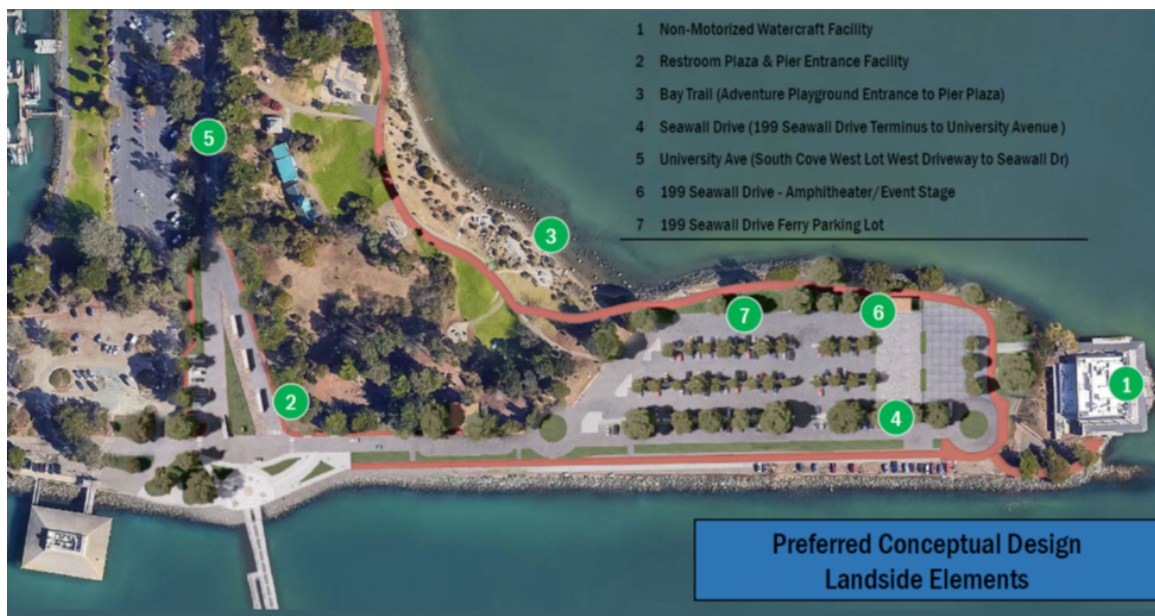 1 Non-Motorized Watercraft Facility
2 Restroom Plaza & Pier Entrance Facility
3 Bay Trail (Adventure Playground Entrance to Pier Plaza)
4 Seawall Drive (199 Seawall Drive Terminus to University Avenue )
5 University Ave (South Cove West Lot West Driveway to Seawall Dr)
6 199 Seawall Drive - Amphitheater/Event Stage
7 199 Seawall Drive Ferry Parking Lot
5
3
7
6
1
2
4
Preferred Conceptual Design
Landside Elements